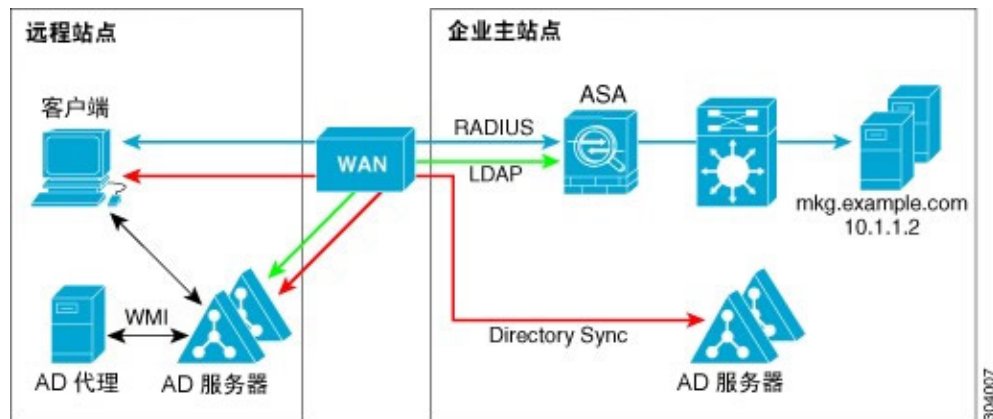 远程站点
企业主站点
客户端
ASA
RADIUS
WAN
LDAP
mkg.example.com
10.1.1.2
WMI
Directory Sync
AD 代理
AD 服务器
AD 服务器
304007